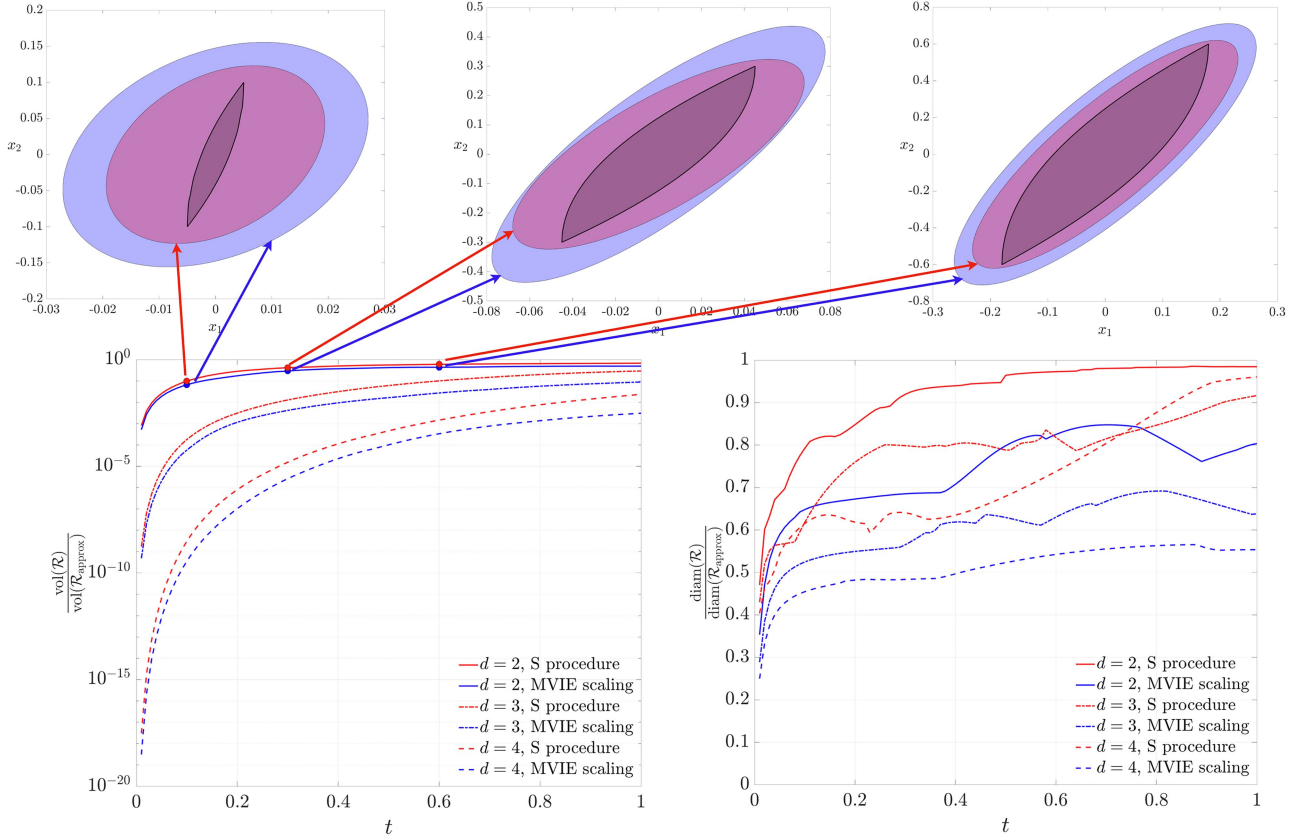 0.2
0.15
0.1
0.05
0
-0.05
-0.1
-0.15
-0.2
x₂
-0.03 -0.02 -0.01 0 0.01 0.02 0.03
x₁
0.5
0.4
0.3
0.2
0.1
0
-0.1
-0.2
-0.3
-0.4
-0.5
x₂
-0.08 -0.06 -0.04 -0.02 0 0.02 0.04 0.06 0.08
x₁
0.8
0.6
0.4
0.2
0
-0.2
-0.4
-0.6
-0.8
x₂
-0.3 -0.2 -0.1 0 0.1 0.2 0.3
x₁
10⁰
10⁻⁵
10⁻¹⁰
10⁻¹⁵
10⁻²⁰
vol(ℛ)
vol(ℛapprox)
d = 2, S procedure
d = 2, MVIE scaling
d = 3, S procedure
d = 3, MVIE scaling
d = 4, S procedure
d = 4, MVIE scaling
0 0.2 0.4 0.6 0.8 1
t
1
0.9
0.8
0.7
0.6
0.5
0.4
0.3
0.2
0.1
0
diam(ℛ)
diam(ℛapprox)
d = 2, S procedure
d = 2, MVIE scaling
d = 3, S procedure
d = 3, MVIE scaling
d = 4, S procedure
d = 4, MVIE scaling
0 0.2 0.4 0.6 0.8 1
t